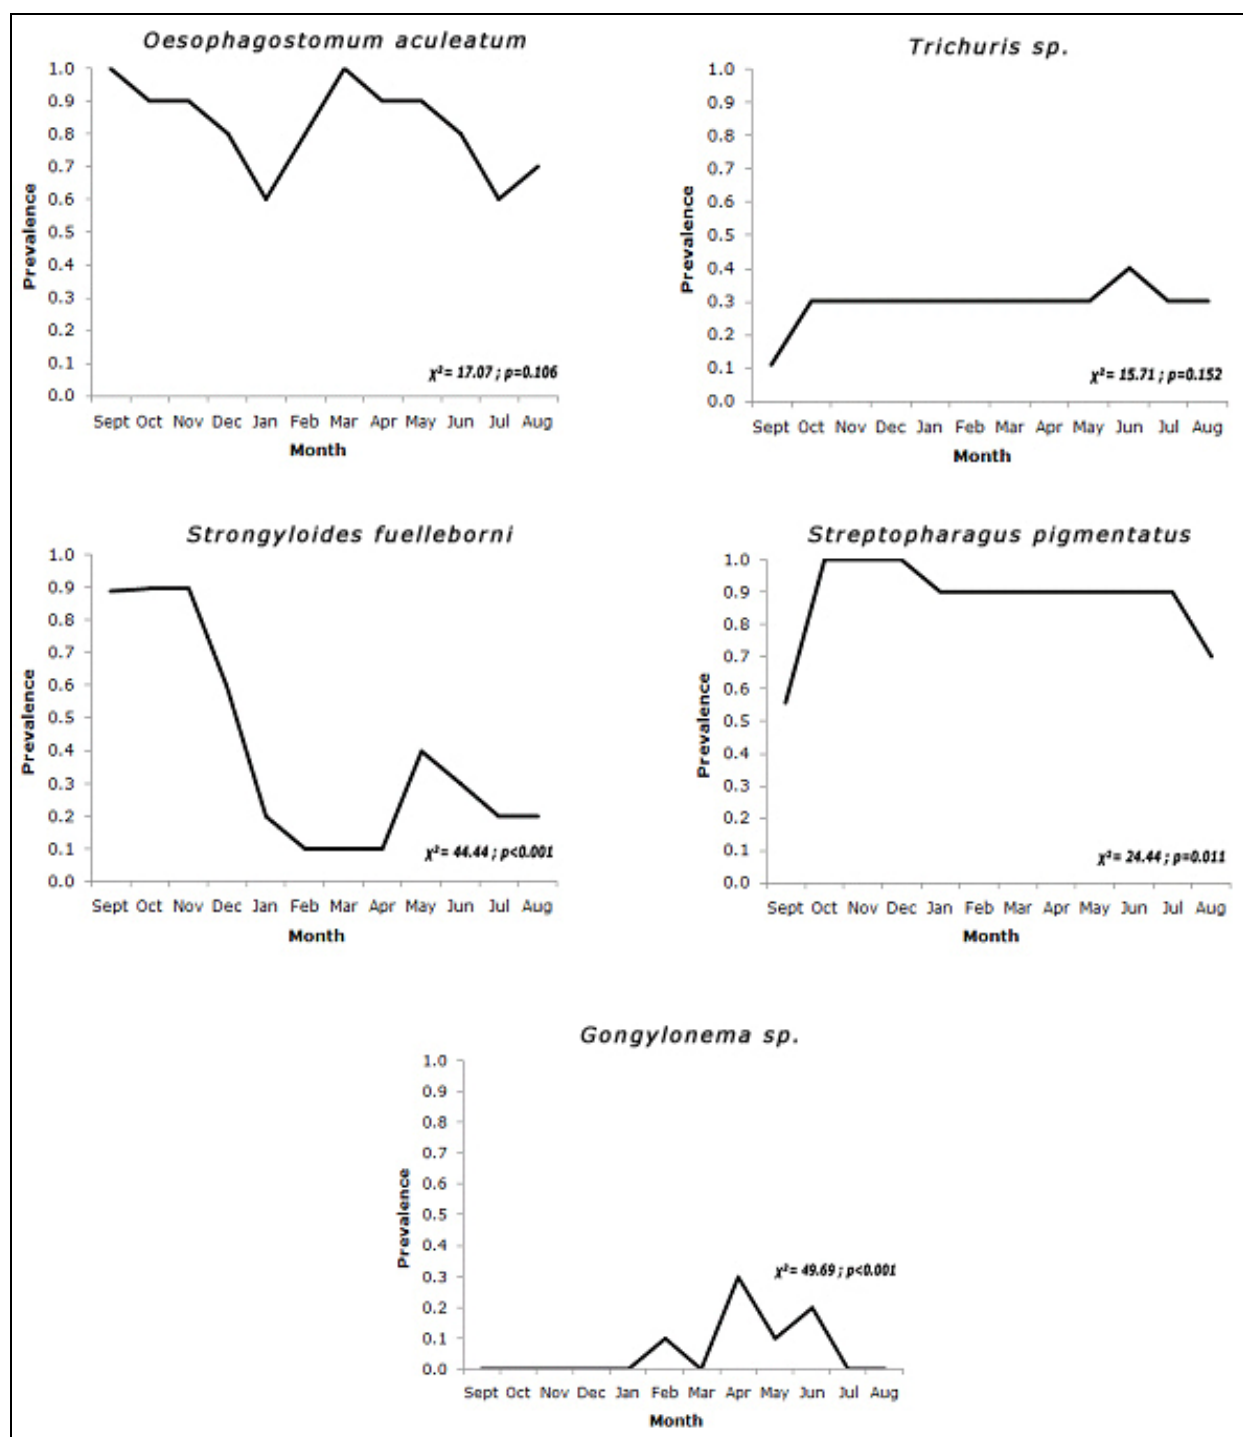 Oesophagostomum aculeatum
1.0
0.9
0.8
0.7
0.6
0.5
0.4
0.3
0.2
0.1
0.0
Prevalence
χ²= 17.07 ; p=0.106
Sept Oct Nov Dec Jan Feb Mar Apr May Jun Jul Aug
Month
Trichuris sp.
1.0
0.9
0.8
0.7
0.6
0.5
0.4
0.3
0.2
0.1
0.0
Prevalence
χ²= 15.71 ; p=0.152
Sept Oct Nov Dec Jan Feb Mar Apr May Jun Jul Aug
Month
Strongyloides fuelleborni
1.0
0.9
0.8
0.7
0.6
0.5
0.4
0.3
0.2
0.1
0.0
Prevalence
χ²= 44.44 ; p<0.001
Sept Oct Nov Dec Jan Feb Mar Apr May Jun Jul Aug
Month
Streptopharagus pigmentatus
1.0
0.9
0.8
0.7
0.6
0.5
0.4
0.3
0.2
0.1
0.0
Prevalence
χ²= 24.44 ; p=0.011
Sept Oct Nov Dec Jan Feb Mar Apr May Jun Jul Aug
Month
Gongylonema sp.
1.0
0.9
0.8
0.7
0.6
0.5
0.4
0.3
0.2
0.1
0.0
Prevalence
χ²= 49.69 ; p<0.001
Sept Oct Nov Dec Jan Feb Mar Apr May Jun Jul Aug
Month